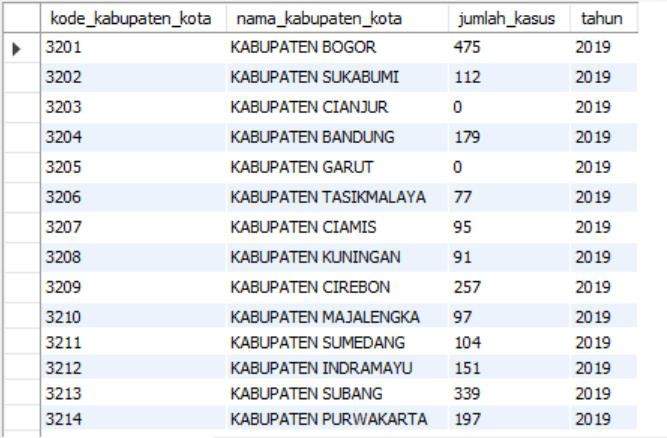 kode_kabupaten_kota nama_kabupaten_kota jumlah_kasus tahun
3201 KABUPATEN BOGOR 475 2019
3202 KABUPATEN SUKABUMI 112 2019
3203 KABUPATEN CIANJUR 0 2019
3204 KABUPATEN BANDUNG 179 2019
3205 KABUPATEN GARUT 0 2019
3206 KABUPATEN TASIKMALAYA 77 2019
3207 KABUPATEN CIAMIS 95 2019
3208 KABUPATEN KUNINGAN 91 2019
3209 KABUPATEN CIREBON 257 2019
3210 KABUPATEN MAJALENGKA 97 2019
3211 KABUPATEN SUMEDANG 104 2019
3212 KABUPATEN INDRAMAYU 151 2019
3213 KABUPATEN SUBANG 339 2019
3214 KABUPATEN PURWAKARTA 197 2019